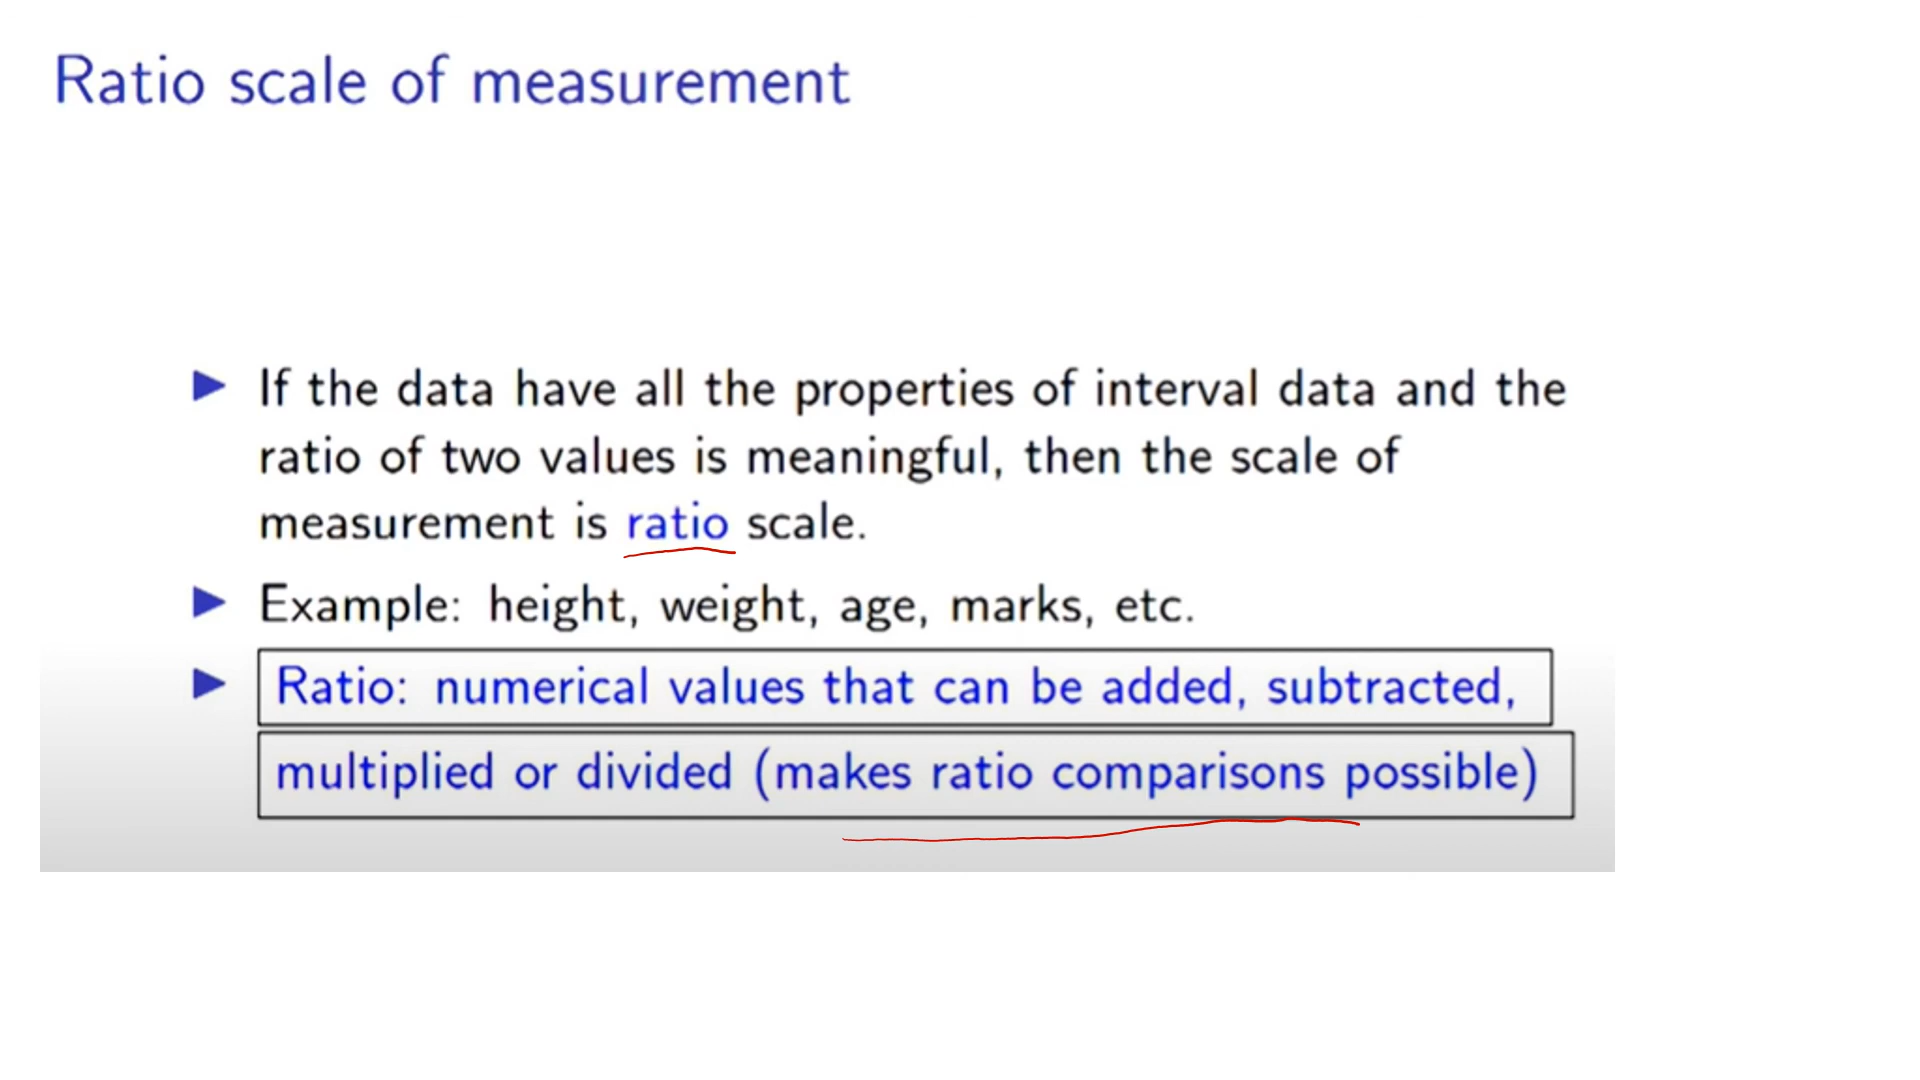 Ratio scale of measurement
If the data have all the properties of interval data and the
ratio of two values is meaningful, then the scale of
measurement is ratio scale.
Example: height, weight, age, marks, etc.
Ratio: numerical values that can be added, subtracted,
multiplied or divided (makes ratio comparisons possible)